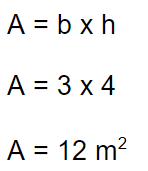 A = b x h
A = 3 x 4
A = 12 m²